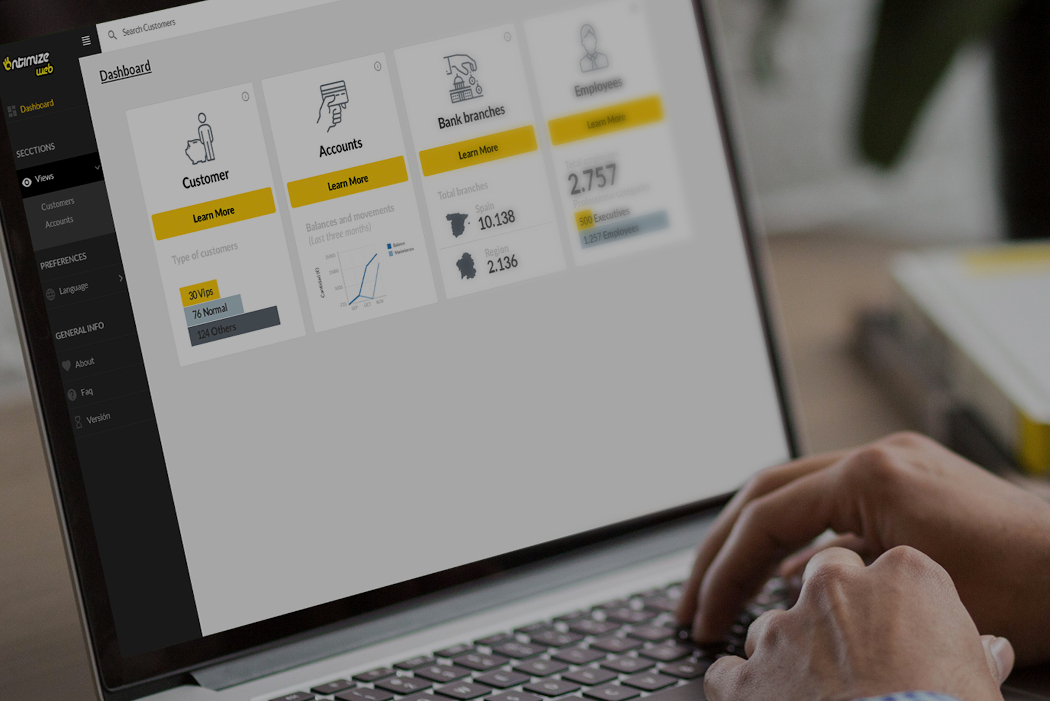 Ontimize
web
Search Customers
Dashboard
Dashboard
SECCTIONS
Views
Customers
Accounts
PREFERENCES
Language
GENERAL INFO
About
Faq
Versión
Customer
Learn More
Type of customers
30 Vips
76 Normal
124 Others
Accounts
Learn More
Balances and movements
(Last three months)
Balance
Movements
Bank branches
Learn More
Total branches
Spain
10.138
Region
2.136
Employees
Learn More
2.757
500 Executives
1.257 Employees